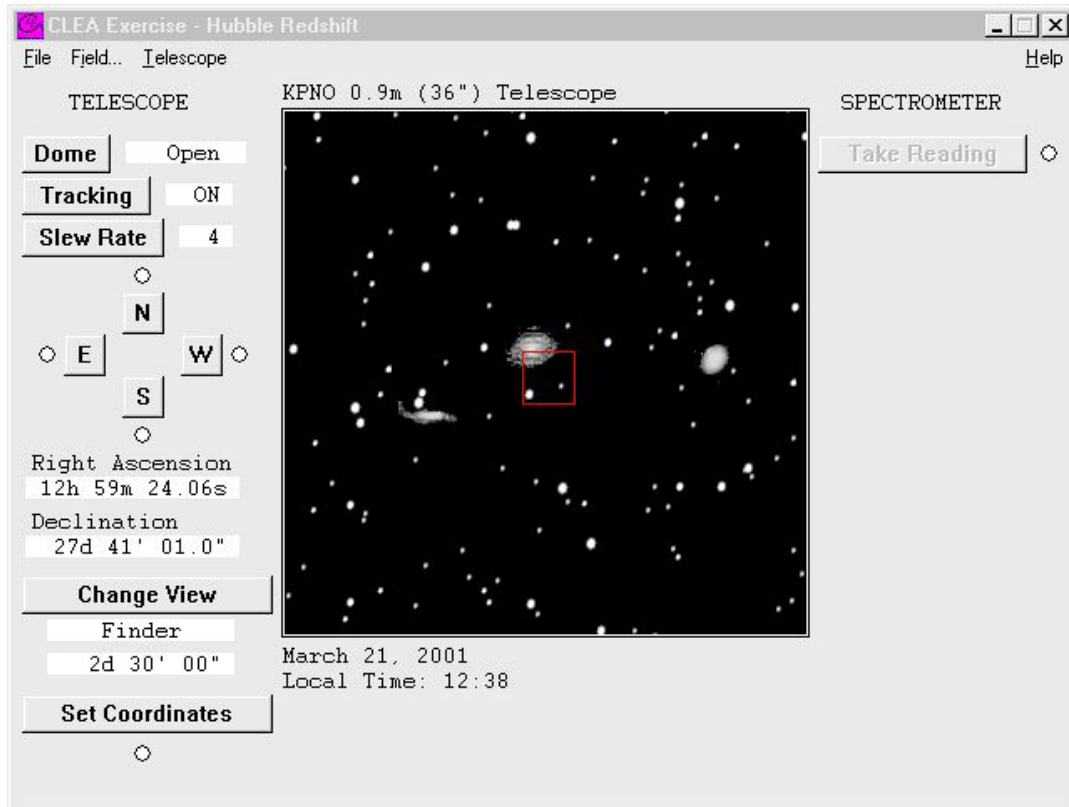 CLEA Exercise - Hubble Redshift
File Field... Telescope Help
TELESCOPE
Dome Open
Tracking ON
Slew Rate 4
N
E W
S
Right Ascension
12h 59m 24.06s
Declination
27d 41' 01.0"
Change View
Finder
2d 30' 00"
Set Coordinates
KPNO 0.9m (36") Telescope
March 21, 2001
Local Time: 12:38
SPECTROMETER
Take Reading